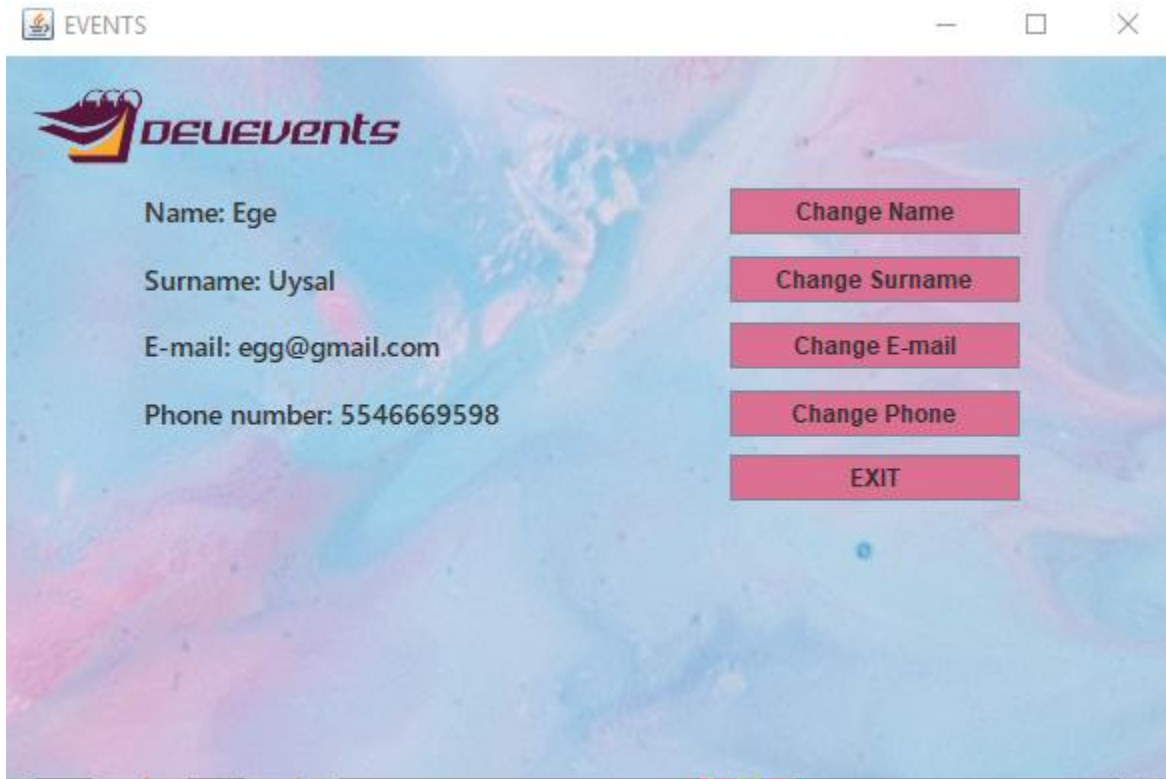 EVENTS
DEUEVENTS
Name: Ege
Change Name
Surname: Uysal
Change Surname
E-mail: egg@gmail.com
Change E-mail
Phone number: 5546669598
Change Phone
EXIT